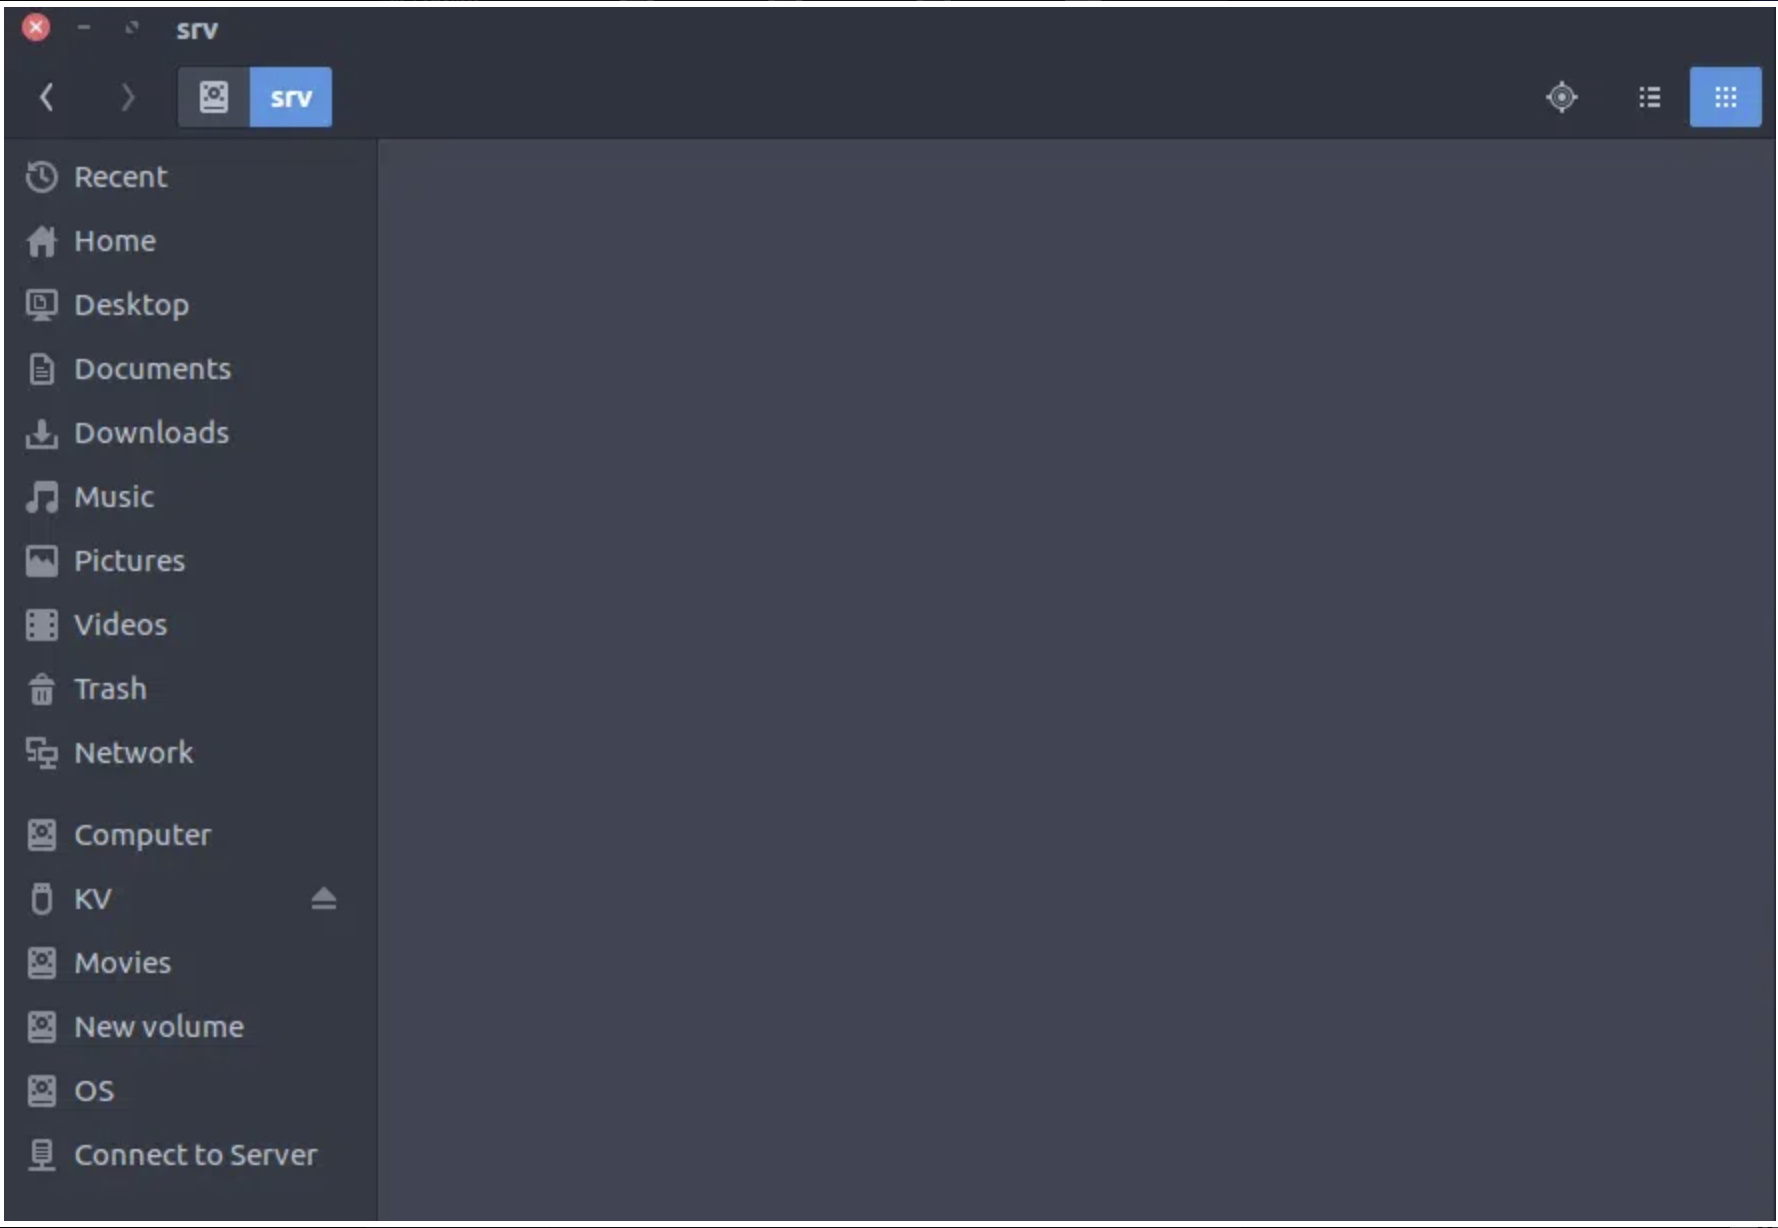 srv
srv
Recent
Home
Desktop
Documents
Downloads
Music
Pictures
Videos
Trash
Network
Computer
KV
Movies
New volume
OS
Connect to Server